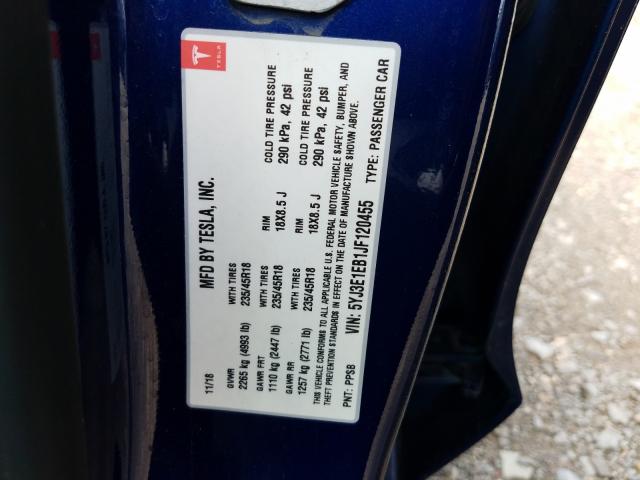 TESLA
MFD BY TESLA, INC.
11/18
GVWR WITH TIRES RIM COLD TIRE PRESSURE
2265 kg (4993 lb) 235/45R18 18X8.5 J 290 kPa, 42 psi
GAWR FRT WITH TIRES RIM COLD TIRE PRESSURE
1110 kg (2447 lb) 235/45R18 18X8.5 J 290 kPa, 42 psi
GAWR RR WITH TIRES
1257 kg (2771 lb) 235/45R18
THIS VEHICLE CONFORMS TO ALL APPLICABLE U.S. FEDERAL MOTOR VEHICLE SAFETY, BUMPER, AND
THEFT PREVENTION STANDARDS IN EFFECT ON THE DATE OF MANUFACTURE SHOWN ABOVE.
VIN: 5YJ3E1EB1JF120455
PNT: PPSB TYPE: PASSENGER CAR